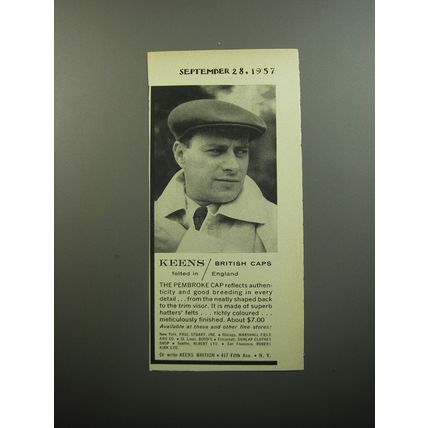 SEPTEMBER 28, 1957
KEENS / BRITISH CAPS
felted in / England
THE PEMBROKE CAP reflects authen-
ticity and good breeding in every
detail . . . from the neatly shaped back
to the trim visor. It is made of superb
hatters' felts . . . richly coloured . . .
meticulously finished. About $7.00
Available at these and other fine stores:
New York, PAUL STUART, INC. • Chicago, MARSHALL FIELD
AND CO. • St. Louis, BOYD'S • Cincinnati, DUNLAP CLOTHES
SHOP • Seattle, ALBERT LTD. • San Francisco, ROBERT
KIRK LTD.
Or write KEENS BRITISH • 417 Fifth Ave. • N. Y.